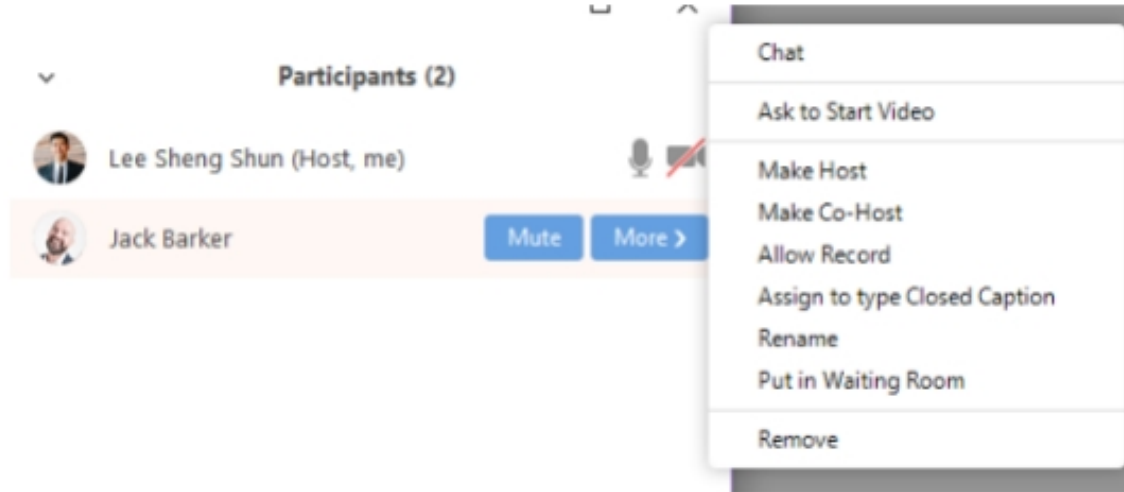 Participants (2)
Lee Sheng Shun (Host, me)
Jack Barker
Mute
More
Chat
Ask to Start Video
Make Host
Make Co-Host
Allow Record
Assign to type Closed Caption
Rename
Put in Waiting Room
Remove